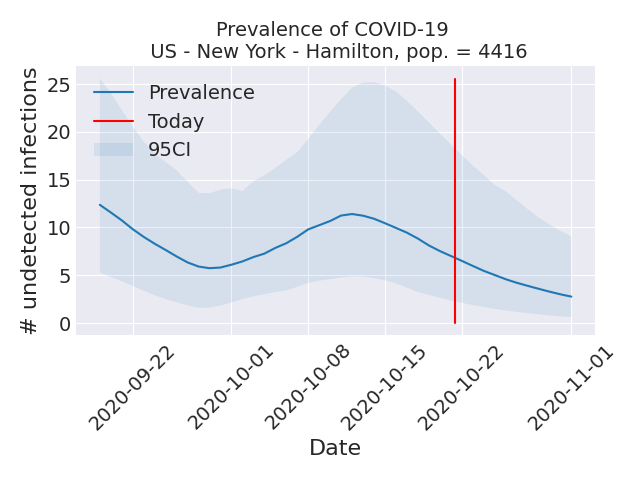 Prevalence of COVID-19
US - New York - Hamilton, pop. = 4416
# undetected infections
25
20
15
10
5
0
Prevalence
Today
95CI
2020-09-22
2020-10-01
2020-10-08
2020-10-15
2020-10-22
2020-11-01
Date